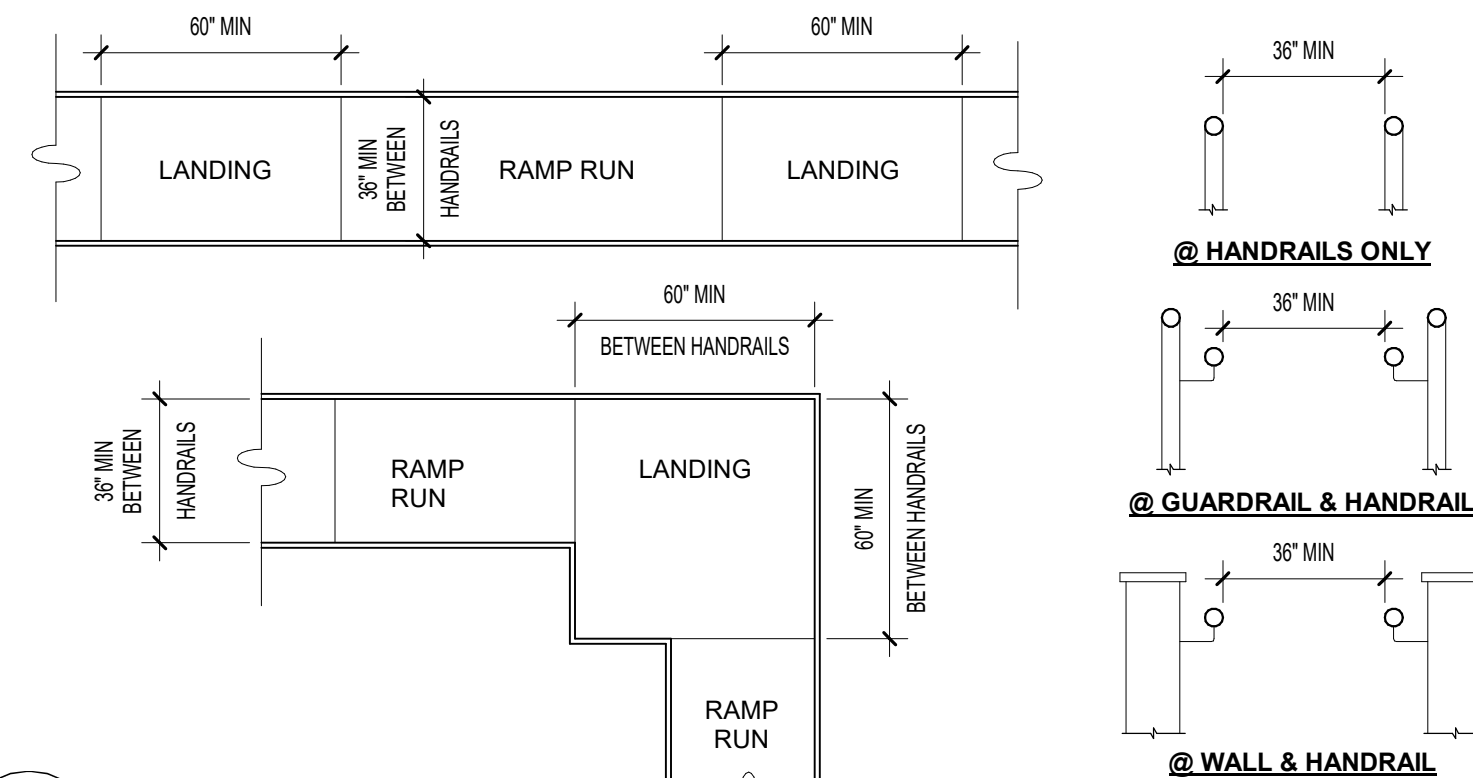 60" MIN
60" MIN
LANDING
36" MIN
BETWEEN
HANDRAILS
RAMP RUN
LANDING
60" MIN
BETWEEN HANDRAILS
36" MIN
BETWEEN
HANDRAILS
RAMP
RUN
LANDING
60" MIN
BETWEEN HANDRAILS
RAMP
RUN
36" MIN
@ HANDRAILS ONLY
36" MIN
@ GUARDRAIL & HANDRAIL
36" MIN
@ WALL & HANDRAIL